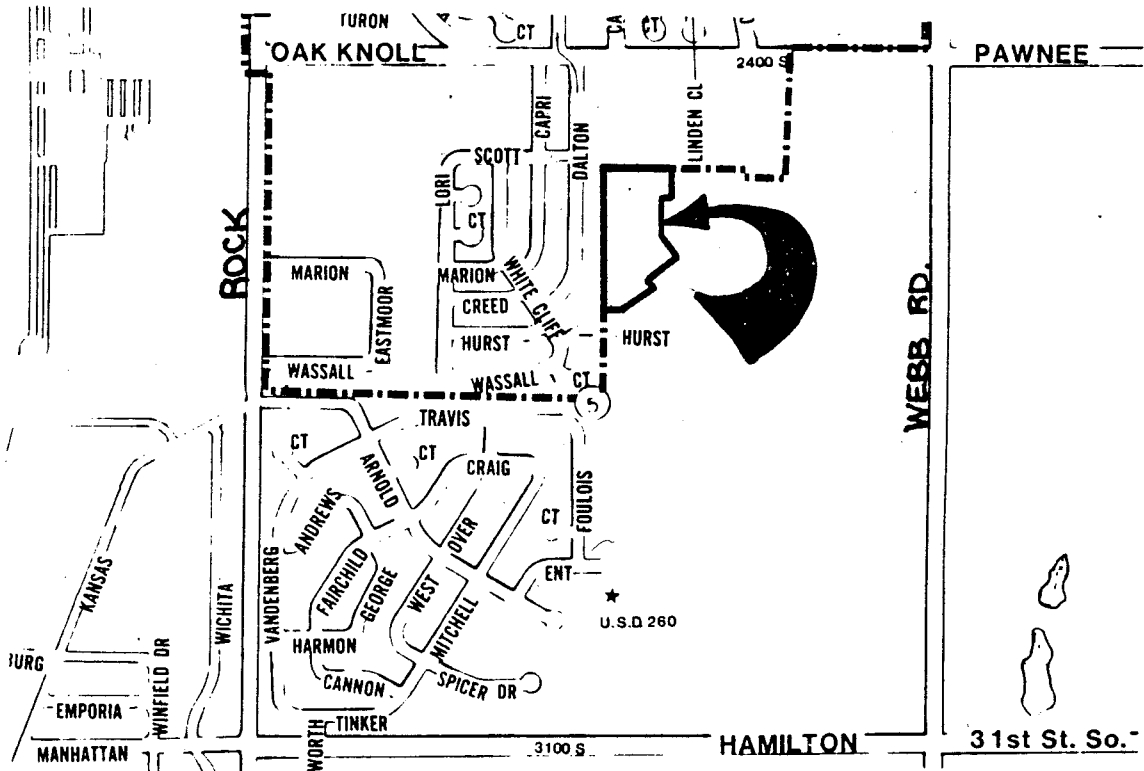 TURON
CT
CT
OAK KNOLL
2400 S
PAWNEE
LINDEN CL
CAPRI
DALTON
SCOTT
LORI
CT
ROCK
MARION
EASTMOOR
MARION
WHITE CLIFF
CREED
HURST
HURST
WEBB RD.
WASSALL
WASSALL
CT
5
TRAVIS
CT
ARNOLD
CT
CRAIG
ANDREWS
OVER
CT
FOULOIS
KANSAS
WICHITA
VANDENBERG
FAIRCHILD
GEORGE
WEST
MITCHELL
ENT
U.S.D. 260
HARMON
BURG
WINFIELD DR
CANNON
SPICER DR
EMPORIA
TINKER
WORTH
MANHATTAN
3100 S
HAMILTON
31st St. So.